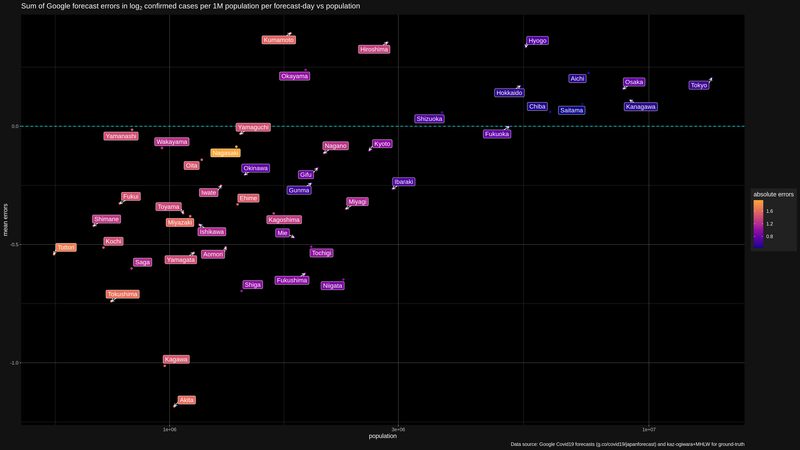 Sum of Google forecast errors in log₂ confirmed cases per 1M population per forecast-day vs population
Kumamoto
Hyogo
Hiroshima
Okayama
Aichi
Osaka
Tokyo
Hokkaido
Chiba
Saitama
Kanagawa
Shizuoka
0.0
Yamaguchi
Fukuoka
Yamanashi
Wakayama
Nagano
Kyoto
Nagasaki
absolute errors
Oita
Okinawa
Gifu
Ibaraki
Gunma
1.6
1.2
0.8
Iwate
Fukui
Ehime
Miyagi
Toyama
mean errors
Shimane
Miyazaki
Kagoshima
Ishikawa
Mie
Kochi
-0.5
Tottori
Aomori
Tochigi
Saga
Yamagata
Fukushima
Shiga
Niigata
Tokushima
Kagawa
-1.0
Akita
1e+06
3e+06
1e+07
population
Data source: Google Covid19 forecasts (g.co/covid19/japanforecast) and kaz-ogiwara+MHLW for ground-truth